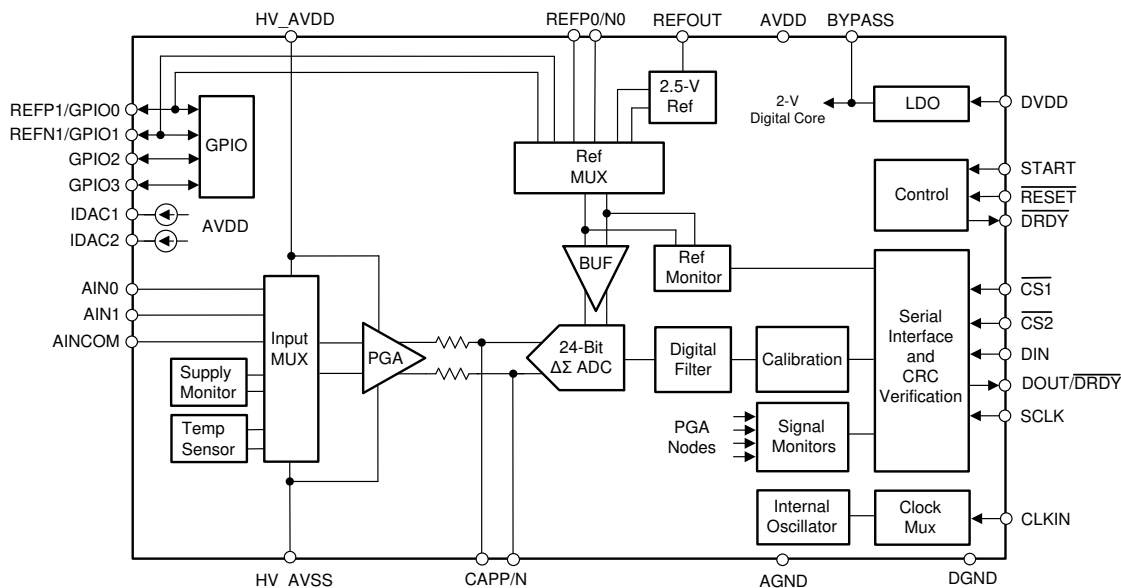 HV_AVDD
REFP0/N0
REFOUT
AVDD
BYPASS
REFP1/GPIO0
REFN1/GPIO1
GPIO2
GPIO3
GPIO
IDAC1
IDAC2
AVDD
2.5-V
Ref
2-V
Digital Core
LDO
DVDD
Ref
MUX
Control
START
RESET
DRDY
BUF
Ref
Monitor
AIN0
AIN1
AINCOM
Input
MUX
PGA
24-Bit
ΔΣ ADC
Digital
Filter
Calibration
Serial
Interface
and
CRC
Verification
CS1
CS2
DIN
DOUT/DRDY
SCLK
Supply
Monitor
Temp
Sensor
PGA
Nodes
Signal
Monitors
Internal
Oscillator
Clock
Mux
CLKIN
HV_AVSS
CAPP/N
AGND
DGND